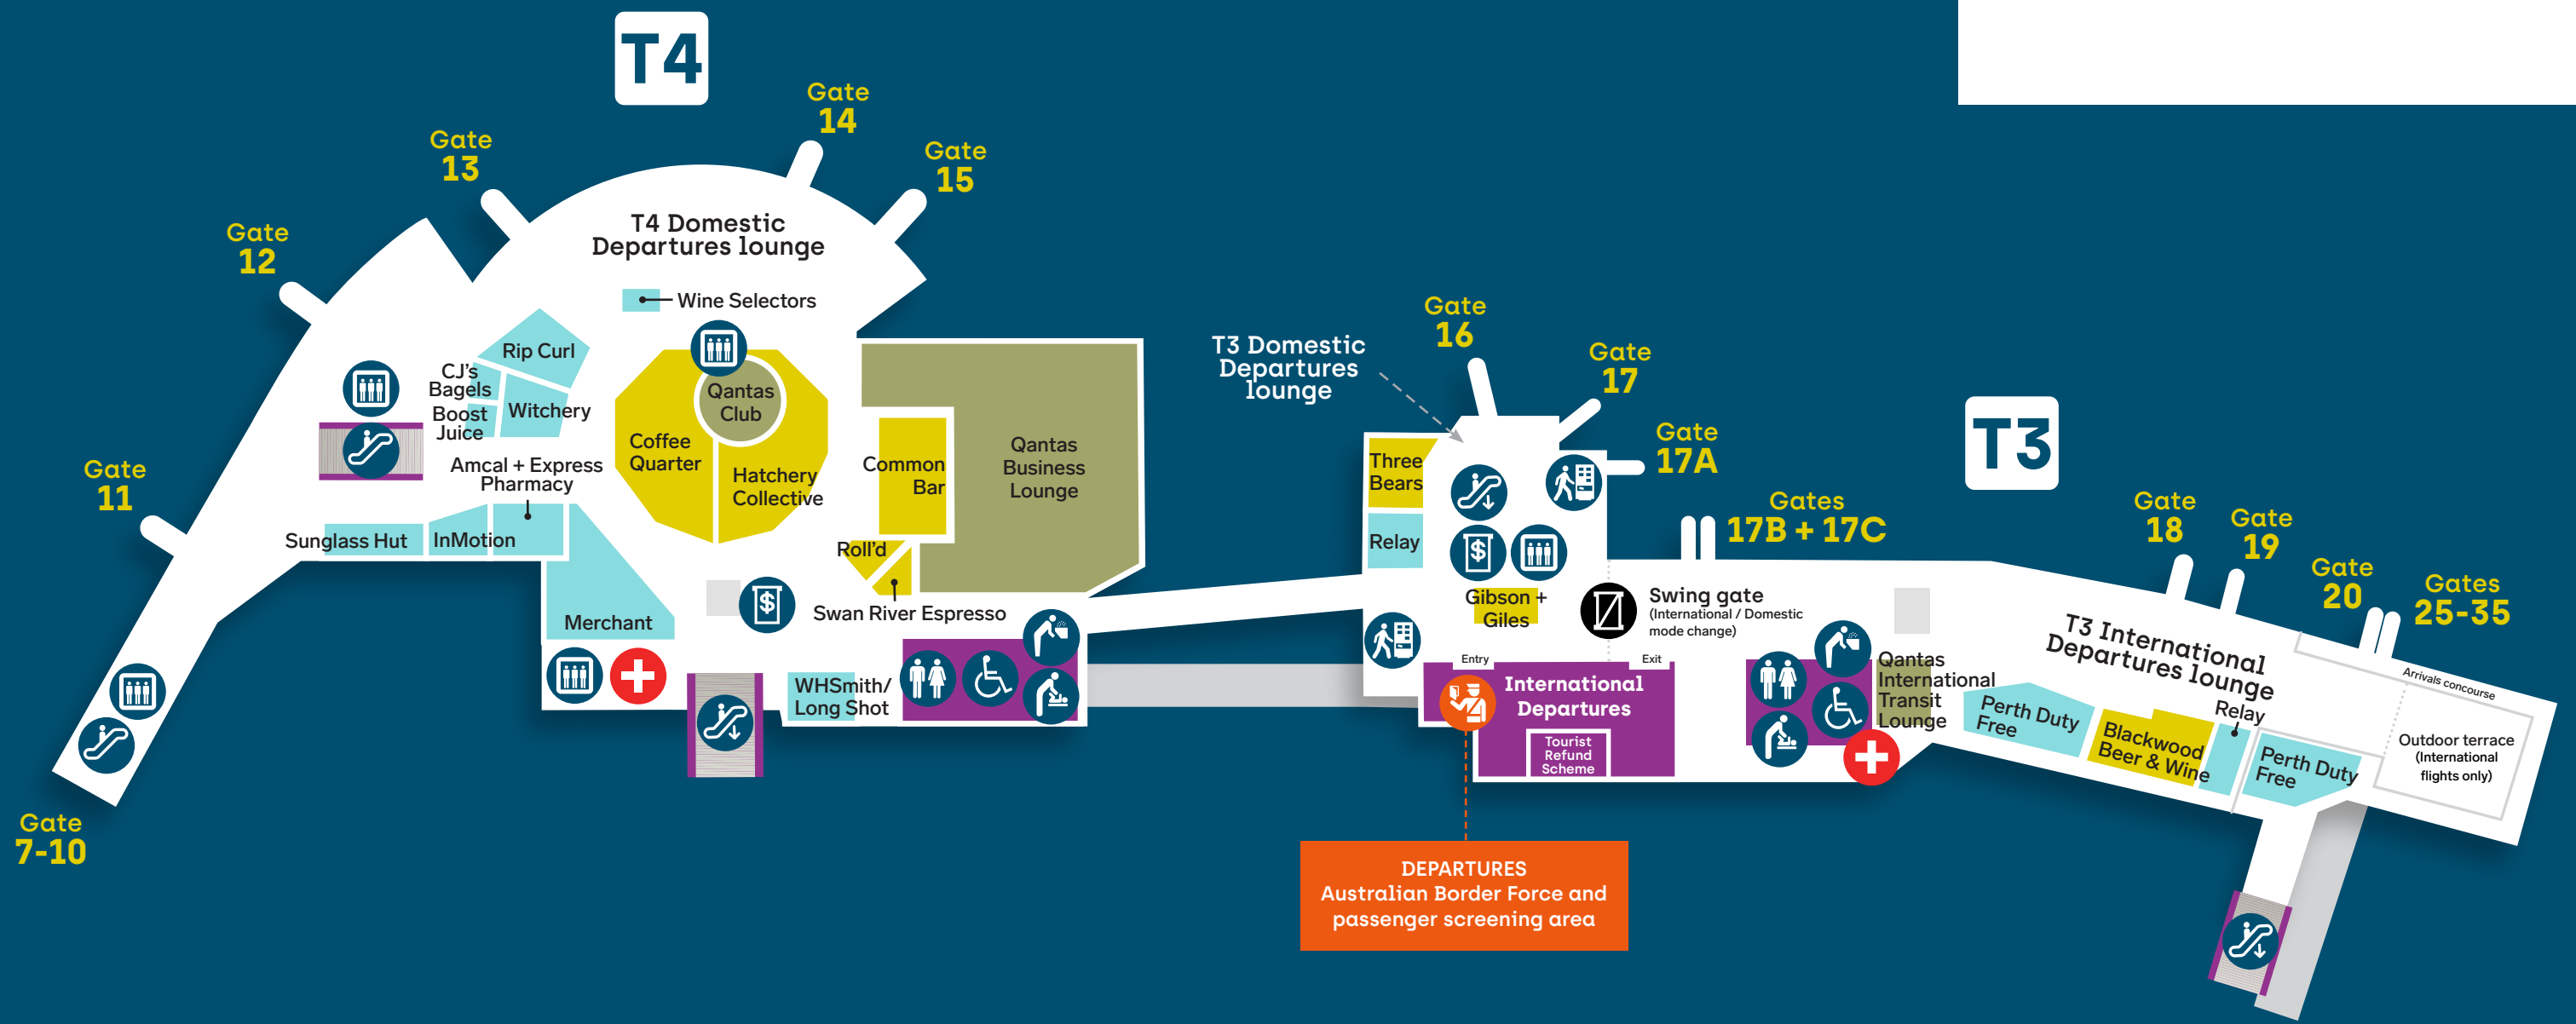 T4
Gate
14
Gate
13
Gate
15
Gate
12
T4 Domestic
Departures lounge
Wine Selectors
Rip Curl
CJ's
Bagels
Boost
Juice
Witchery
Qantas
Club
Coffee
Quarter
Hatchery
Collective
Common
Bar
Qantas
Business
Lounge
Gate
11
Amcal + Express
Pharmacy
Sunglass Hut
InMotion
Roll'd
Swan River Espresso
Merchant
WHSmith/
Long Shot
Gate
7-10
T3 Domestic
Departures
lounge
Gate
16
Gate
17
Gate
17A
Three
Bears
Relay
Gibson +
Giles
Gates
17B + 17C
Swing gate
(International / Domestic
mode change)
Entry
Exit
International
Departures
Tourist
Refund
Scheme
DEPARTURES
Australian Border Force and
passenger screening area
T3
Gate
18
Gate
19
Gate
20
Gates
25-35
T3 International
Departures lounge
Qantas
International
Transit
Lounge
Perth Duty
Free
Blackwood
Beer & Wine
Relay
Perth Duty
Free
Arrivals concourse
Outdoor terrace
(International
flights only)